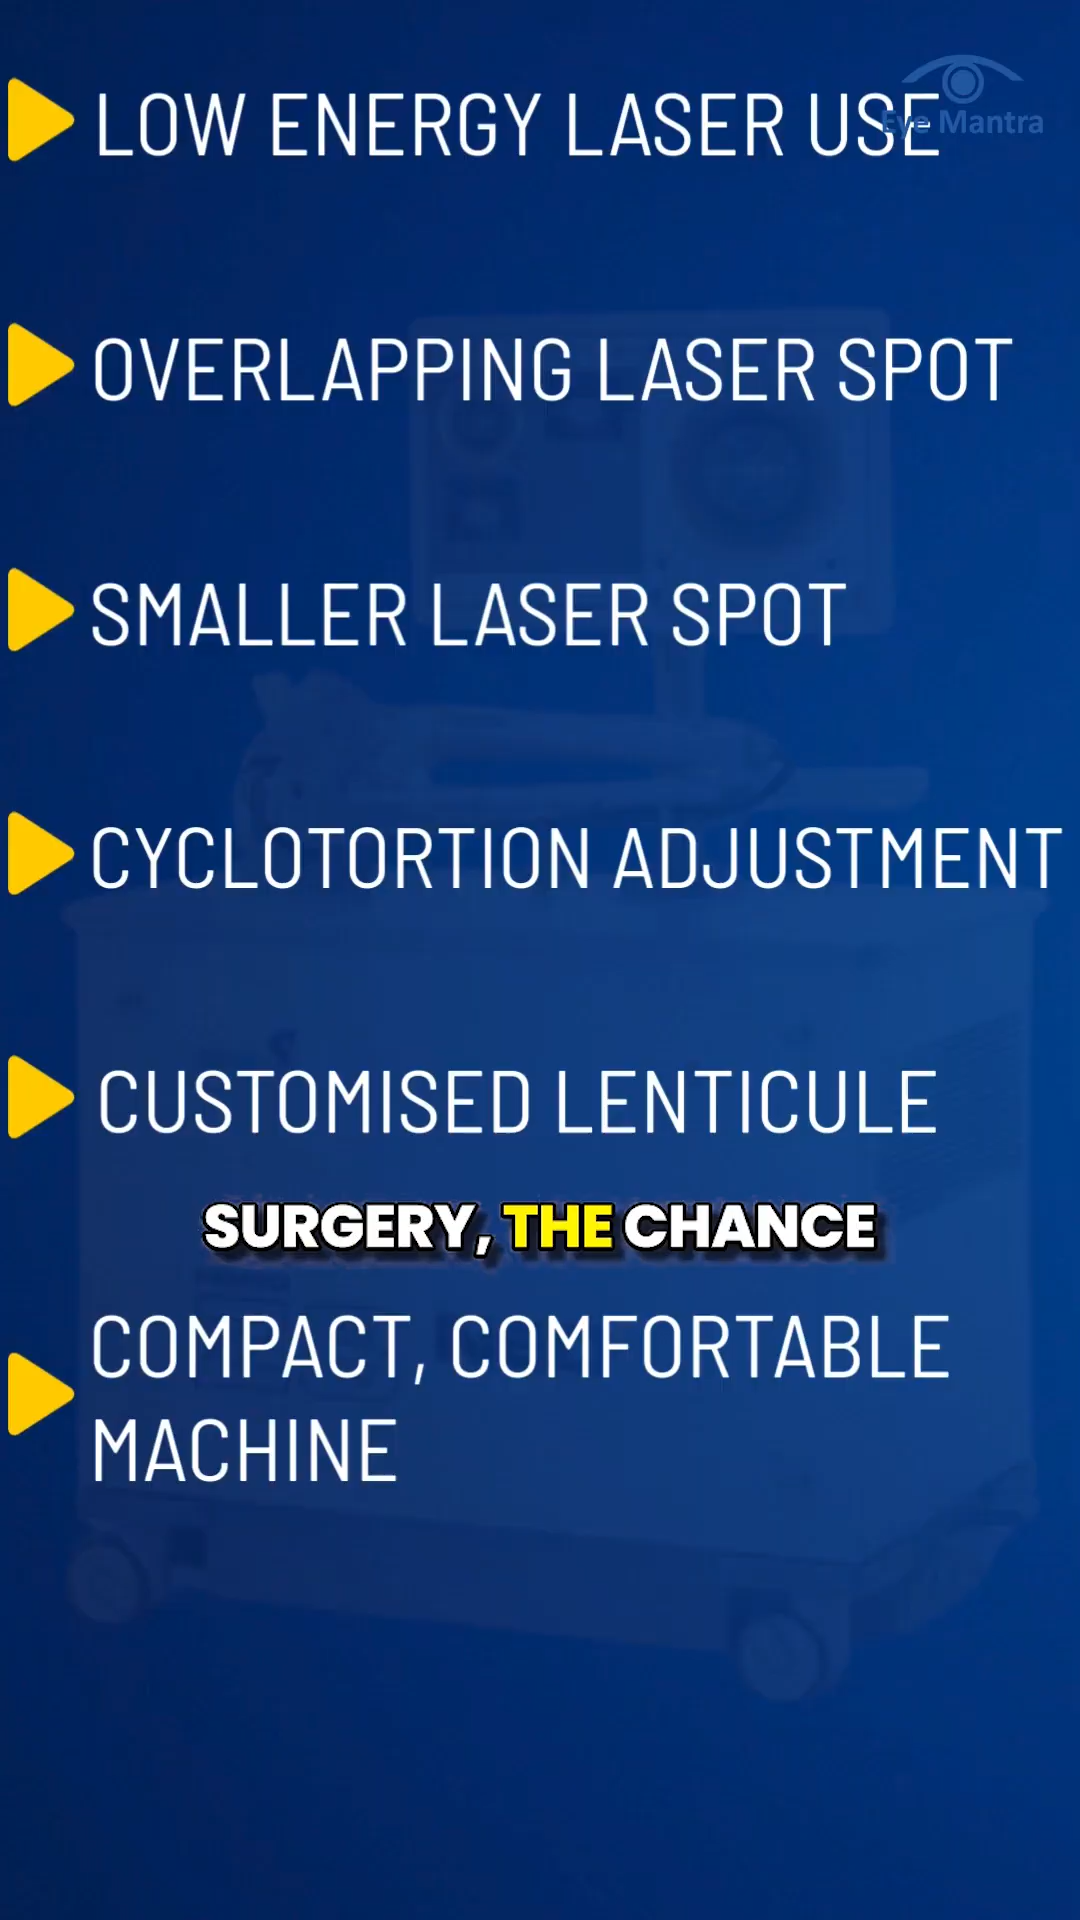 LOW ENERGY LASER USE
Eye Mantra
OVERLAPPING LASER SPOT
SMALLER LASER SPOT
CYCLOTORTION ADJUSTMENT
CUSTOMISED LENTICULE
SURGERY, THE CHANCE
COMPACT, COMFORTABLE
MACHINE